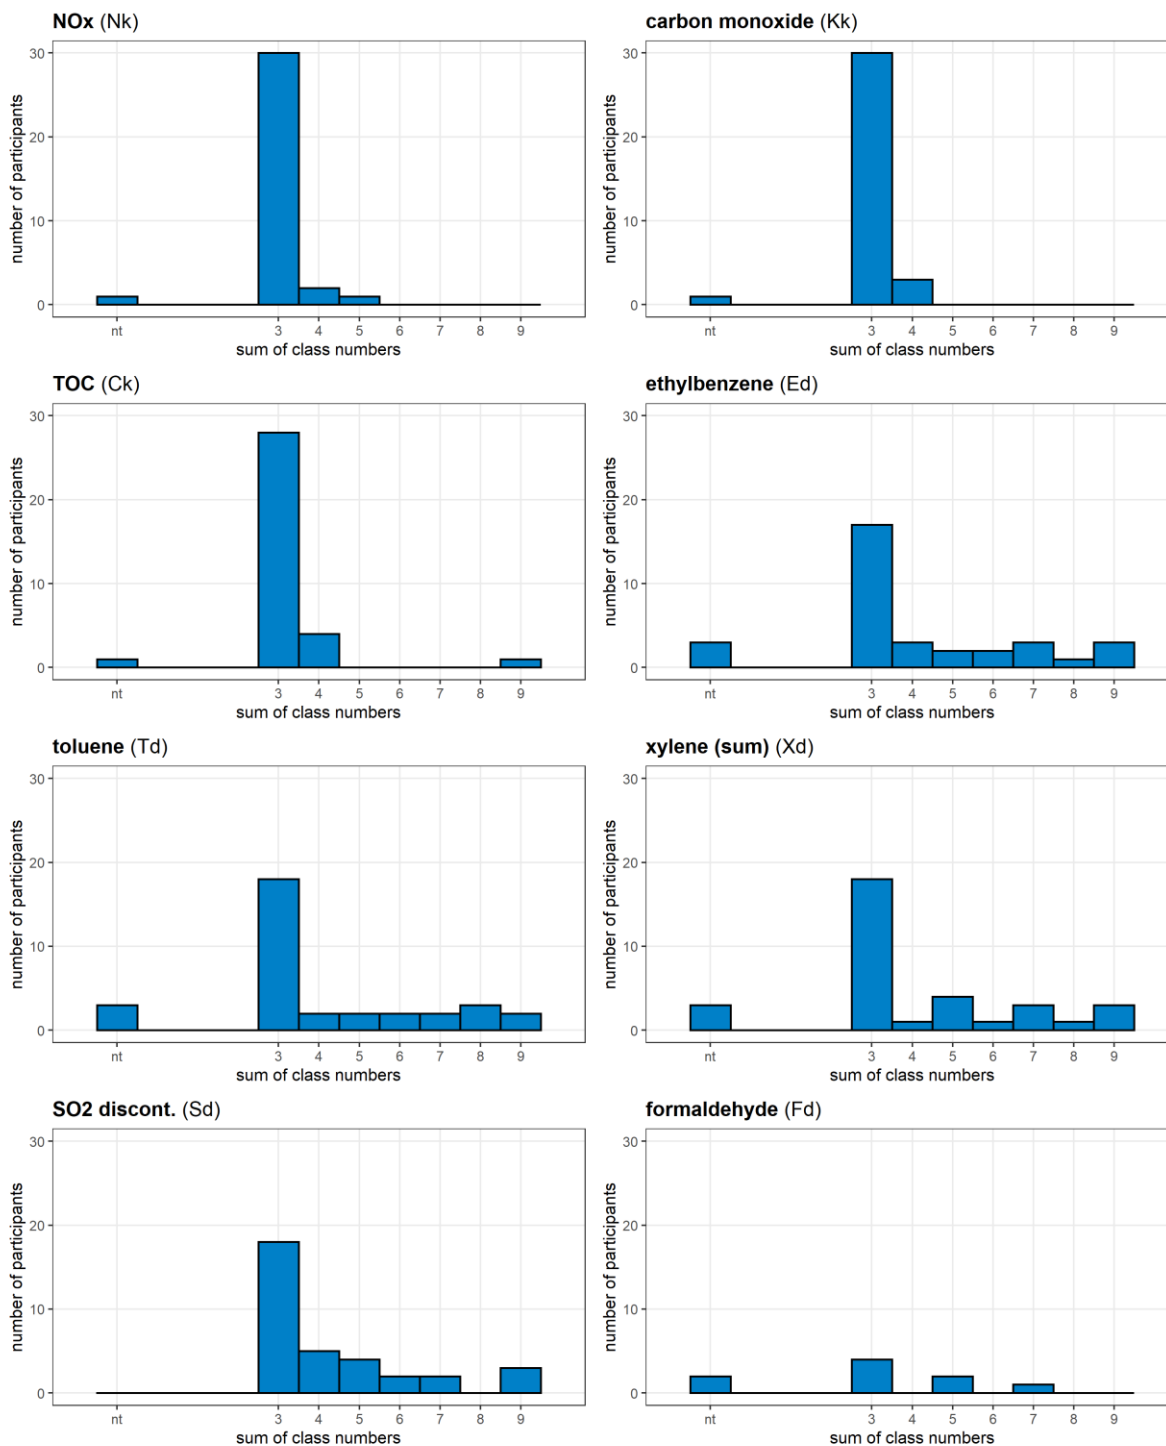 NOx (Nk)
number of participants
30
20
10
0
nt 3 4 5 6 7 8 9
sum of class numbers
carbon monoxide (Kk)
number of participants
30
20
10
0
nt 3 4 5 6 7 8 9
sum of class numbers
TOC (Ck)
number of participants
30
20
10
0
nt 3 4 5 6 7 8 9
sum of class numbers
ethylbenzene (Ed)
number of participants
30
20
10
0
nt 3 4 5 6 7 8 9
sum of class numbers
toluene (Td)
number of participants
30
20
10
0
nt 3 4 5 6 7 8 9
sum of class numbers
xylene (sum) (Xd)
number of participants
30
20
10
0
nt 3 4 5 6 7 8 9
sum of class numbers
SO2 discont. (Sd)
number of participants
30
20
10
0
nt 3 4 5 6 7 8 9
sum of class numbers
formaldehyde (Fd)
number of participants
30
20
10
0
nt 3 4 5 6 7 8 9
sum of class numbers